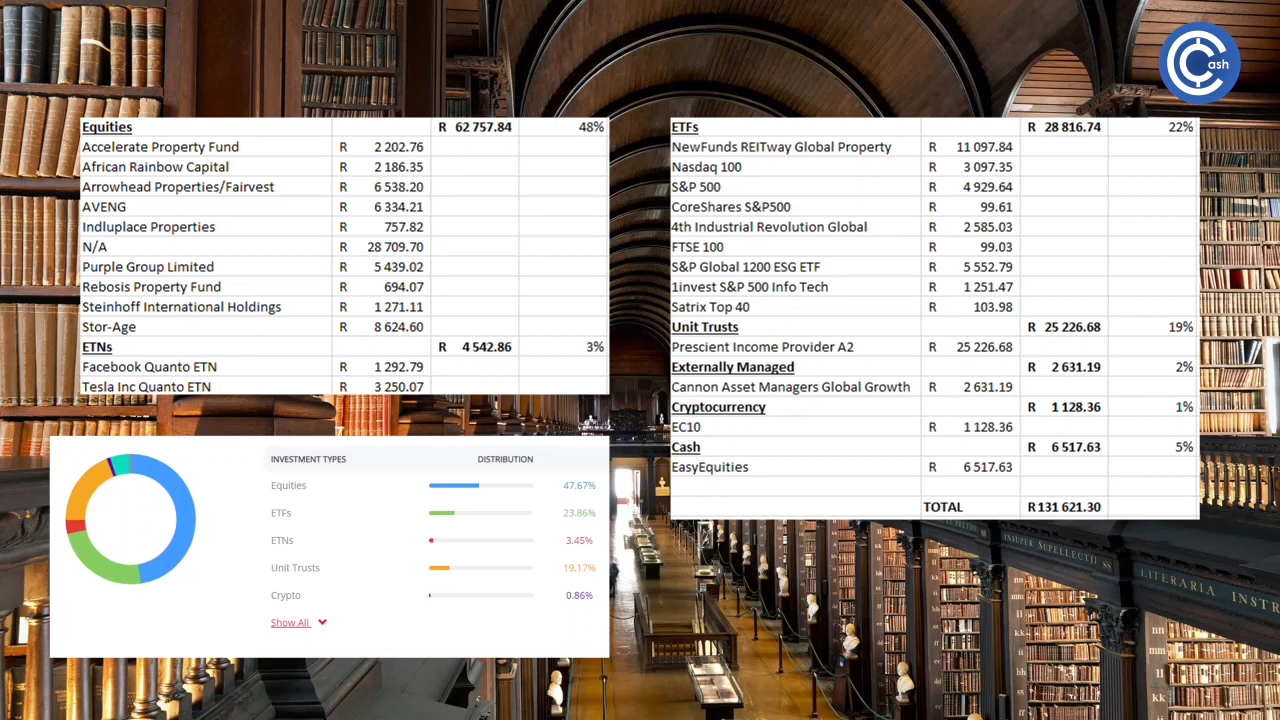 Cash
Equities R 62 757.84 48%
Accelerate Property Fund R 2 202.76
African Rainbow Capital R 2 186.35
Arrowhead Properties/Fairvest R 6 538.20
AVENG R 6 334.21
Indluplace Properties R 757.82
N/A R 28 709.70
Purple Group Limited R 5 439.02
Rebosis Property Fund R 694.07
Steinhoff International Holdings R 1 271.11
Stor-Age R 8 624.60
ETNs R 4 542.86 3%
Facebook Quanto ETN R 1 292.79
Tesla Inc Quanto ETN R 3 250.07
ETFs R 28 816.74 22%
NewFunds REITway Global Property R 11 097.84
Nasdaq 100 R 3 097.35
S&P 500 R 4 929.64
CoreShares S&P500 R 99.61
4th Industrial Revolution Global R 2 585.03
FTSE 100 R 99.03
S&P Global 1200 ESG ETF R 5 552.79
1invest S&P 500 Info Tech R 1 251.47
Satrix Top 40 R 103.98
Unit Trusts R 25 226.68 19%
Prescient Income Provider A2 R 25 226.68
Externally Managed R 2 631.19 2%
Cannon Asset Managers Global Growth R 2 631.19
Cryptocurrency R 1 128.36 1%
EC10 R 1 128.36
Cash R 6 517.63 5%
EasyEquities R 6 517.63
TOTAL R 131 621.30
INVESTMENT TYPES DISTRIBUTION
Equities 47.67%
ETFs 23.86%
ETNs 3.45%
Unit Trusts 19.17%
Crypto 0.86%
Show All
INSUPER SUPELLECTIL
LITERARIA INSTR